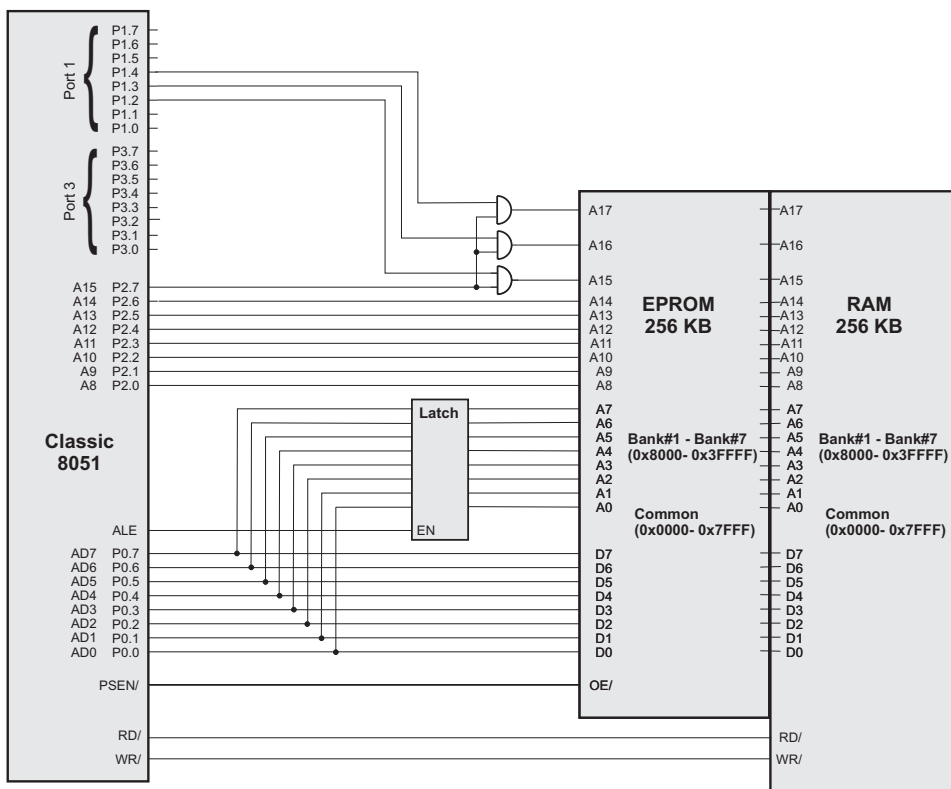 Port 1
P1.7
P1.6
P1.5
P1.4
P1.3
P1.2
P1.1
P1.0
Port 3
P3.7
P3.6
P3.5
P3.4
P3.3
P3.2
P3.1
P3.0
A15 P2.7
A14 P2.6
A13 P2.5
A12 P2.4
A11 P2.3
A10 P2.2
A9 P2.1
A8 P2.0
Classic
8051
ALE
AD7 P0.7
AD6 P0.6
AD5 P0.5
AD4 P0.4
AD3 P0.3
AD2 P0.2
AD1 P0.1
AD0 P0.0
PSEN/
RD/
WR/
Latch
EN
A17
A16
A15
A14
A13
A12
A11
A10
A9
A8
A7
A6
A5
A4
A3
A2
A1
A0
D7
D6
D5
D4
D3
D2
D1
D0
OE/
EPROM
256 KB
Bank#1 - Bank#7
(0x8000- 0x3FFFF)
Common
(0x0000- 0x7FFF)
A17
A16
A15
A14
A13
A12
A11
A10
A9
A8
A7
A6
A5
A4
A3
A2
A1
A0
D7
D6
D5
D4
D3
D2
D1
D0
RD/
WR/
RAM
256 KB
Bank#1 - Bank#7
(0x8000- 0x3FFFF)
Common
(0x0000- 0x7FFF)